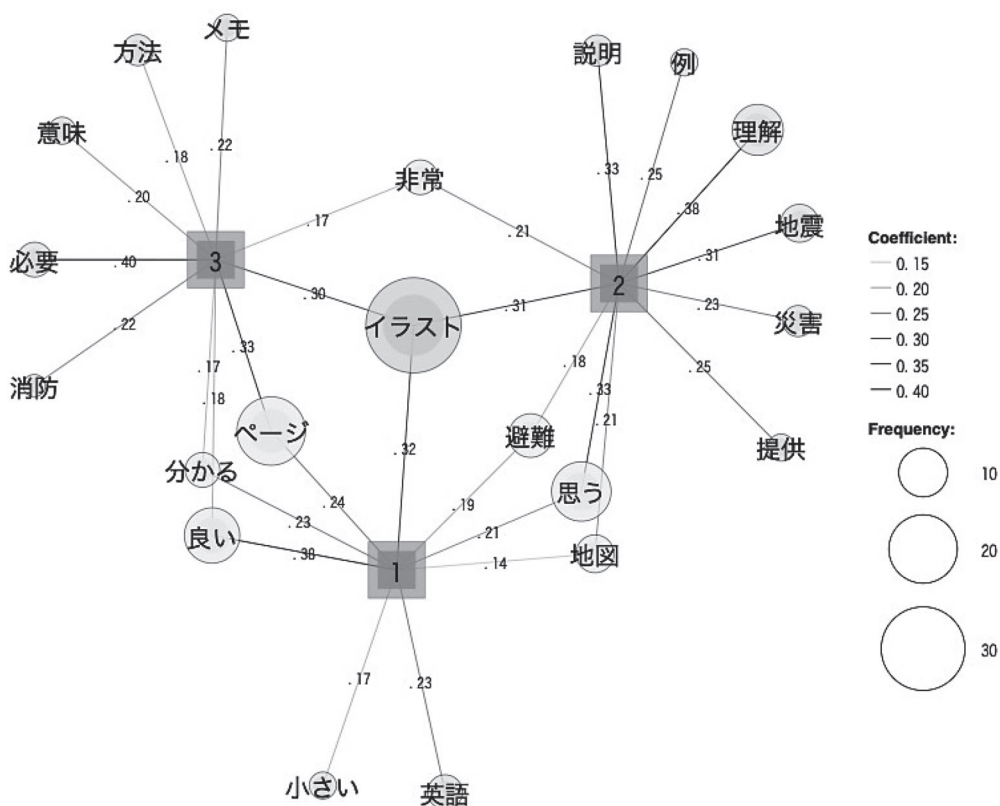 メモ
方法
説明
例
意味
理解
.33
.22
.18
.25
非常
.20
.38
.17
地震
.21
.31
必要
.40
3
2
Coefficient:
0.15
.30
.31
.23
0.20
イラスト
災害
0.25
.22
.33
0.30
.17
.18
.25
0.35
消防
.18
.33
0.40
.21
Frequency:
ページ
避難
.32
提供
分かる
10
思う
.24
.19
.23
.21
良い
.38
20
.14
地図
1
30
.17
.23
小さい
英語